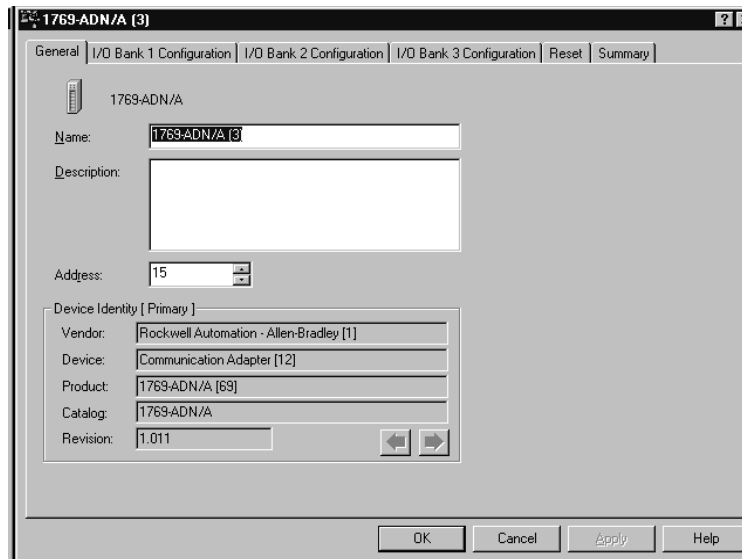 1769-ADN/A (3)
?
General I/O Bank 1 Configuration I/O Bank 2 Configuration I/O Bank 3 Configuration Reset Summary
1769-ADN/A
Name: 1769-ADN/A (3)
Description:
Address: 15
Device Identity [ Primary ]
Vendor: Rockwell Automation - Allen-Bradley [1]
Device: Communication Adapter [12]
Product: 1769-ADN/A [69]
Catalog: 1769-ADN/A
Revision: 1.011
OK Cancel Apply Help